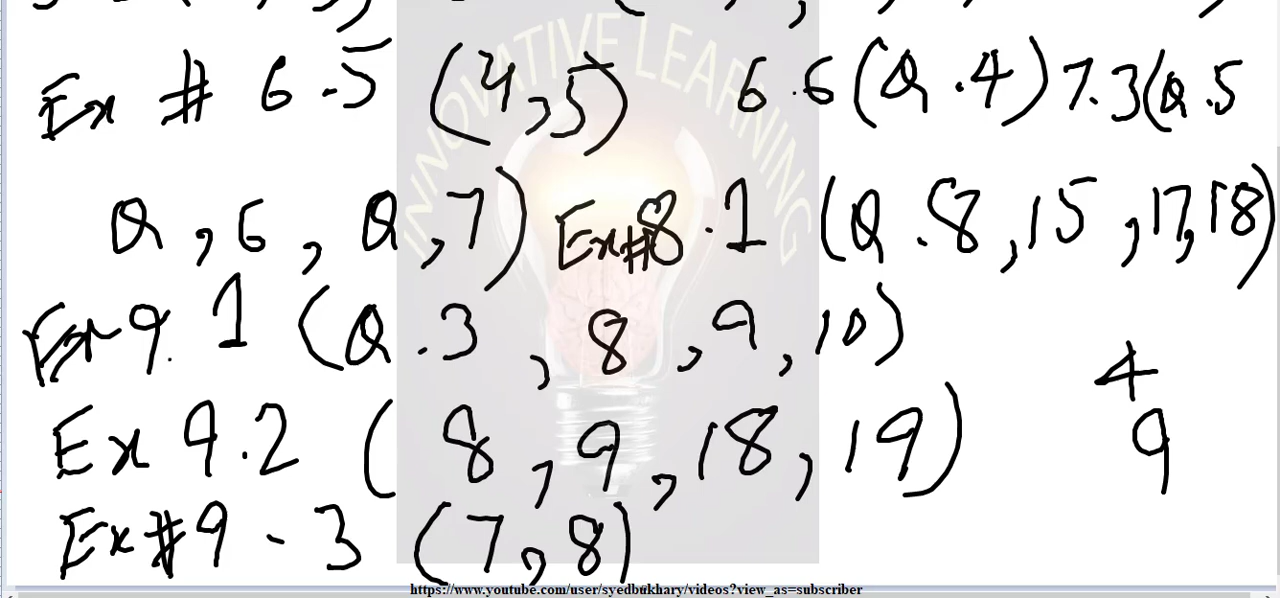 Ex # 6.5 (4,5) 6.6 (Q.4) 7.3 (Q.5
Q,6, Q,7) Ex#8.1 (Q.8,15,17,18)
Ex 9.1 (Q.3,8,9,10)
4
Ex 9.2 (8,9,18,19) 9
Ex#9-3 (7,8)
INNOVATIVE LEARNING
https://www.youtube.com/user/syedbukhary/videos?view_as=subscriber